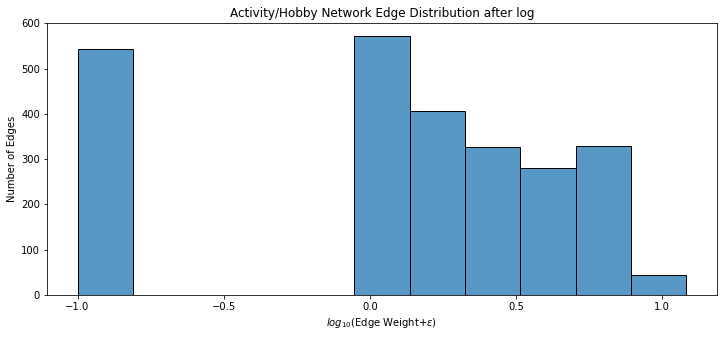 Activity/Hobby Network Edge Distribution after log
600
500
400
300
200
100
0
Number of Edges
−1.0 −0.5 0.0 0.5 1.0
log₁₀(Edge Weight+ε)